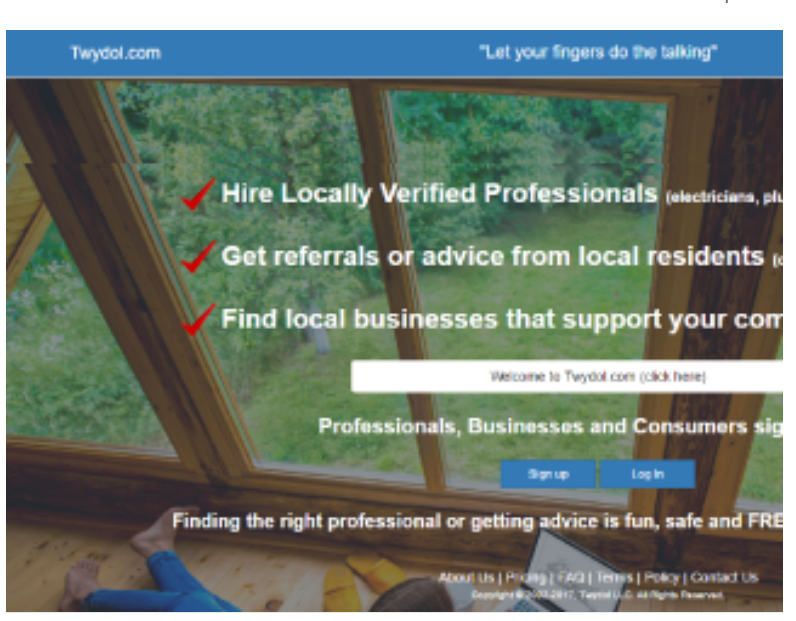 Twydol.com "Let your fingers do the talking"
Hire Locally Verified Professionals (electricians, plu
Get referrals or advice from local residents (c
Find local businesses that support your com
Welcome to Twydol.com (click here)
Professionals, Businesses and Consumers sig
Sign up Log In
Finding the right professional or getting advice is fun, safe and FRE
About Us | Pricing | FAQ | Terms | Policy | Contact Us
Copyright © 2007-2017, Twydol LLC. All Rights Reserved.